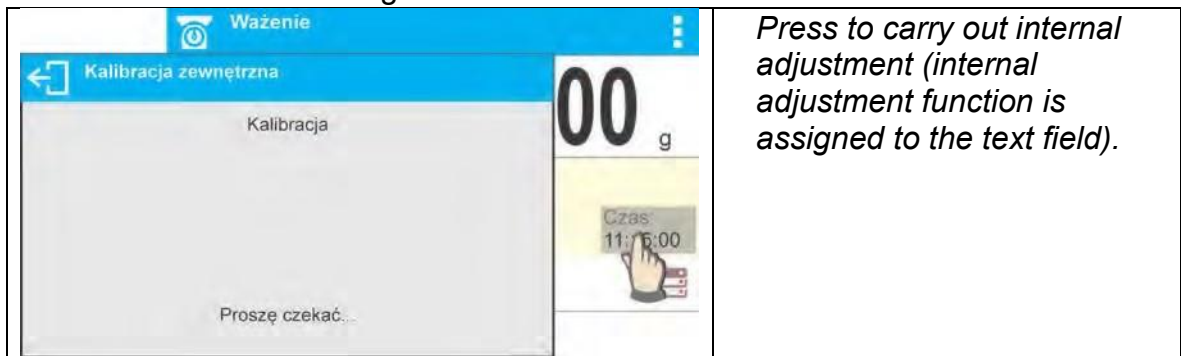 Ważenie
Kalibracja zewnętrzna
Kalibracja
Proszę czekać...
00 g
Czas:
Press to carry out internal
adjustment (internal
adjustment function is
assigned to the text field).